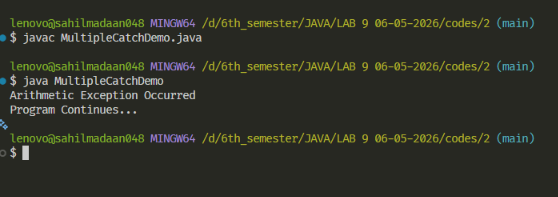 lenovo@sahilmadaan048 MINGW64 /d/6th_semester/JAVA/LAB 9 06-05-2026/codes/2 (main)
$ javac MultipleCatchDemo.java
lenovo@sahilmadaan048 MINGW64 /d/6th_semester/JAVA/LAB 9 06-05-2026/codes/2 (main)
$ java MultipleCatchDemo
Arithmetic Exception Occurred
Program Continues...
lenovo@sahilmadaan048 MINGW64 /d/6th_semester/JAVA/LAB 9 06-05-2026/codes/2 (main)
$